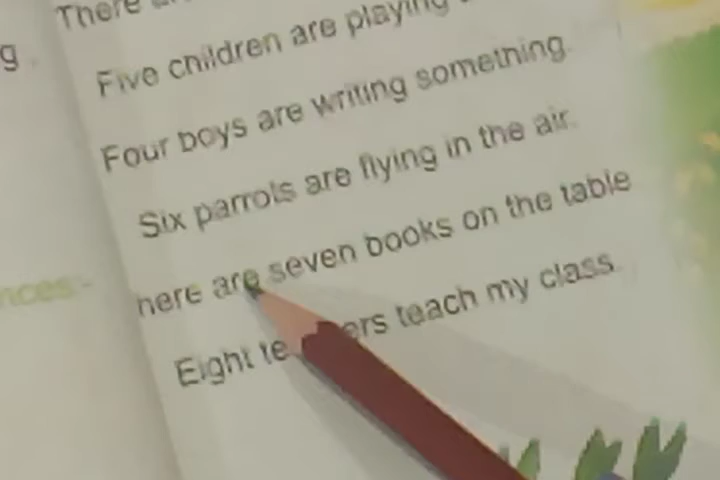 There
g
Five children are playing
Four boys are writing something.
Six parrots are flying in the air.
here are seven books on the table
Eight te ers teach my class.
nces:-